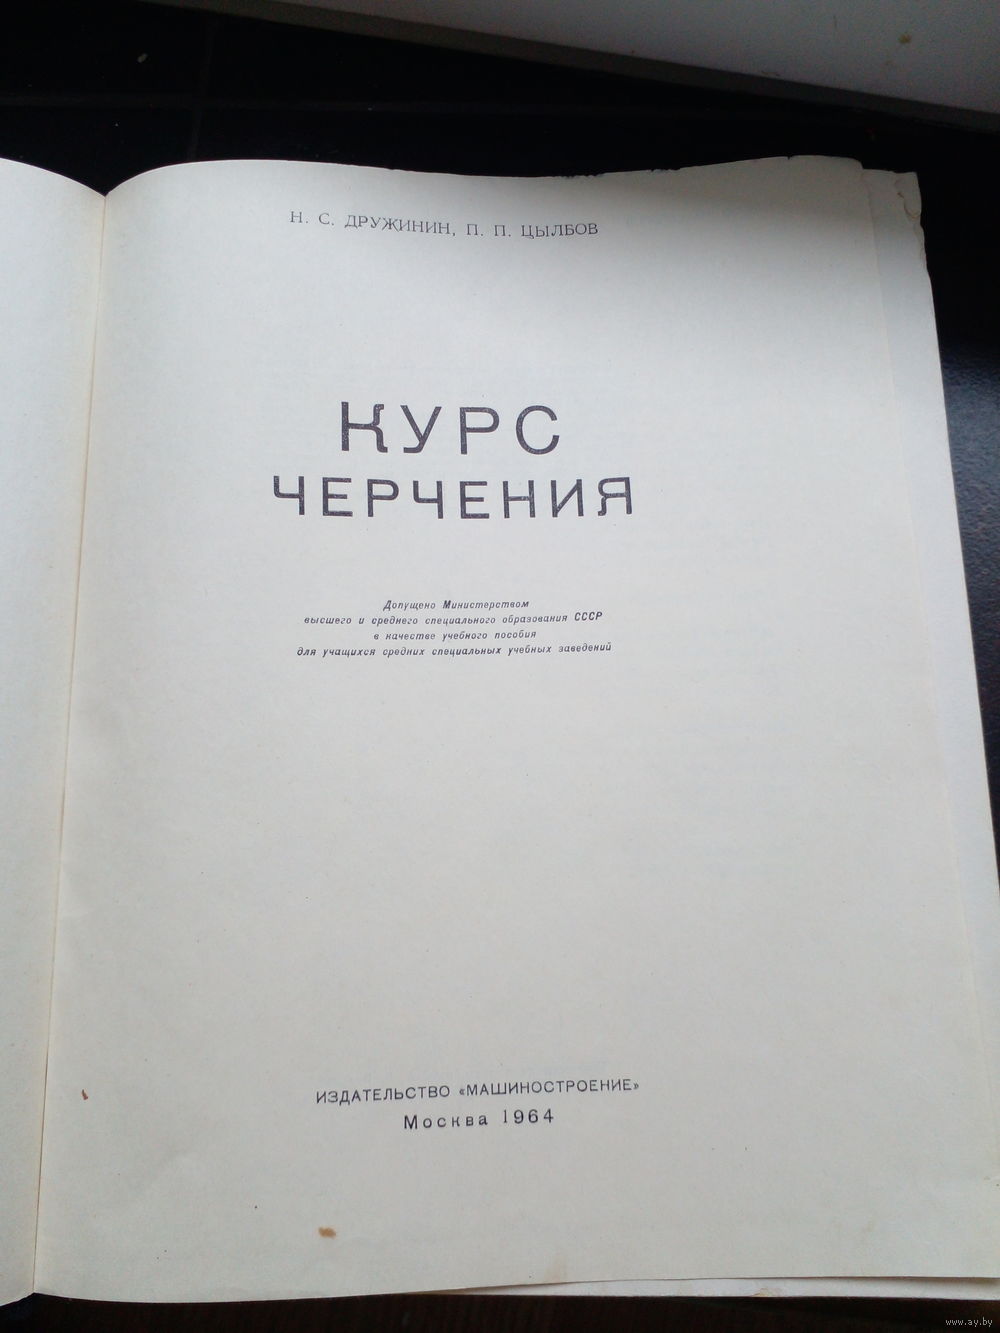 Н. С. ДРУЖИНИН, П. П. ЦЫЛБОВ
КУРС
ЧЕРЧЕНИЯ
Допущено Министерством
высшего и среднего специального образования СССР
в качестве учебного пособия
для учащихся средних специальных учебных заведений
ИЗДАТЕЛЬСТВО «МАШИНОСТРОЕНИЕ»
Москва 1964
www.ay.by